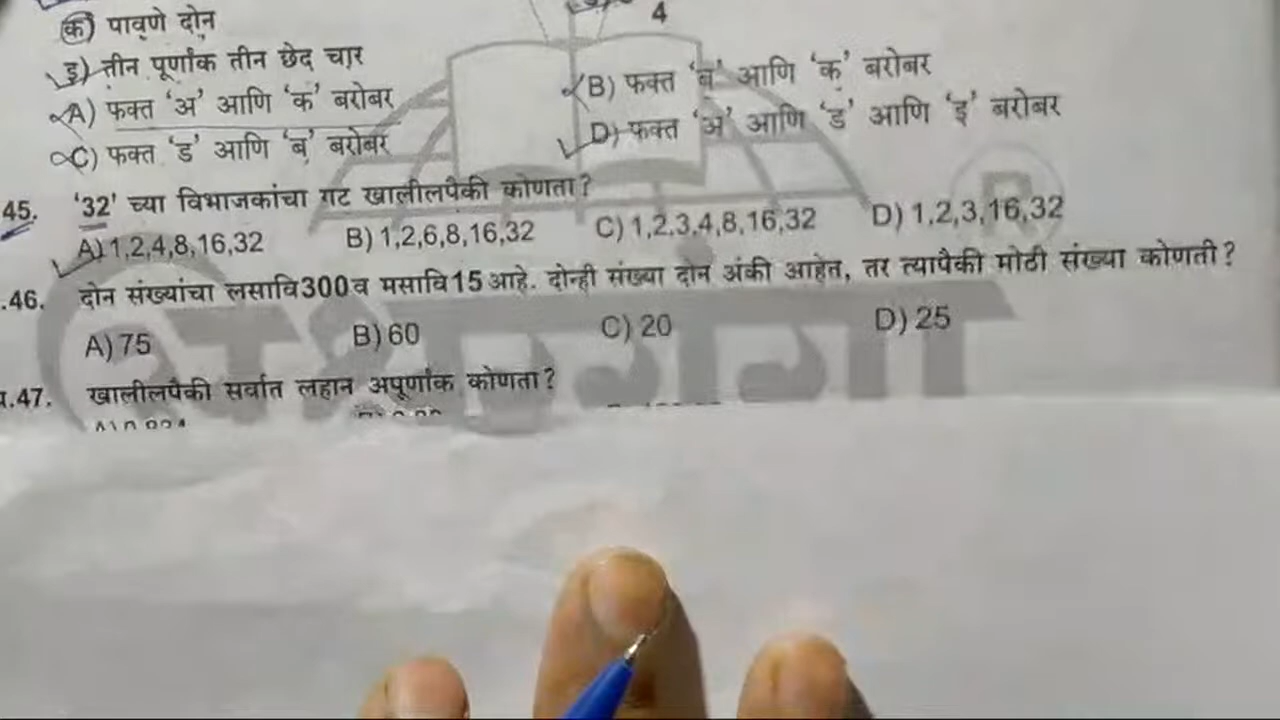 4
क) पावणे दोन
इ) तीन पूर्णांक तीन छेद चार
A) फक्त 'अ' आणि 'क' बरोबर B) फक्त 'ब' आणि 'क' बरोबर
C) फक्त 'ड' आणि 'ब' बरोबर D) फक्त 'अ' आणि 'ड' आणि 'इ' बरोबर
45. '32' च्या विभाजकांचा गट खालीलपैकी कोणता?
A) 1,2,4,8,16,32 B) 1,2,6,8,16,32 C) 1,2,3,4,8,16,32 D) 1,2,3,16,32
.46. दोन संख्यांचा लसावि300व मसावि15आहे. दोन्ही संख्या दोन अंकी आहेत, तर त्यापैकी मोठी संख्या कोणती?
A) 75 B) 60 C) 20 D) 25
.47. खालीलपैकी सर्वात लहान अपूर्णांक कोणता?